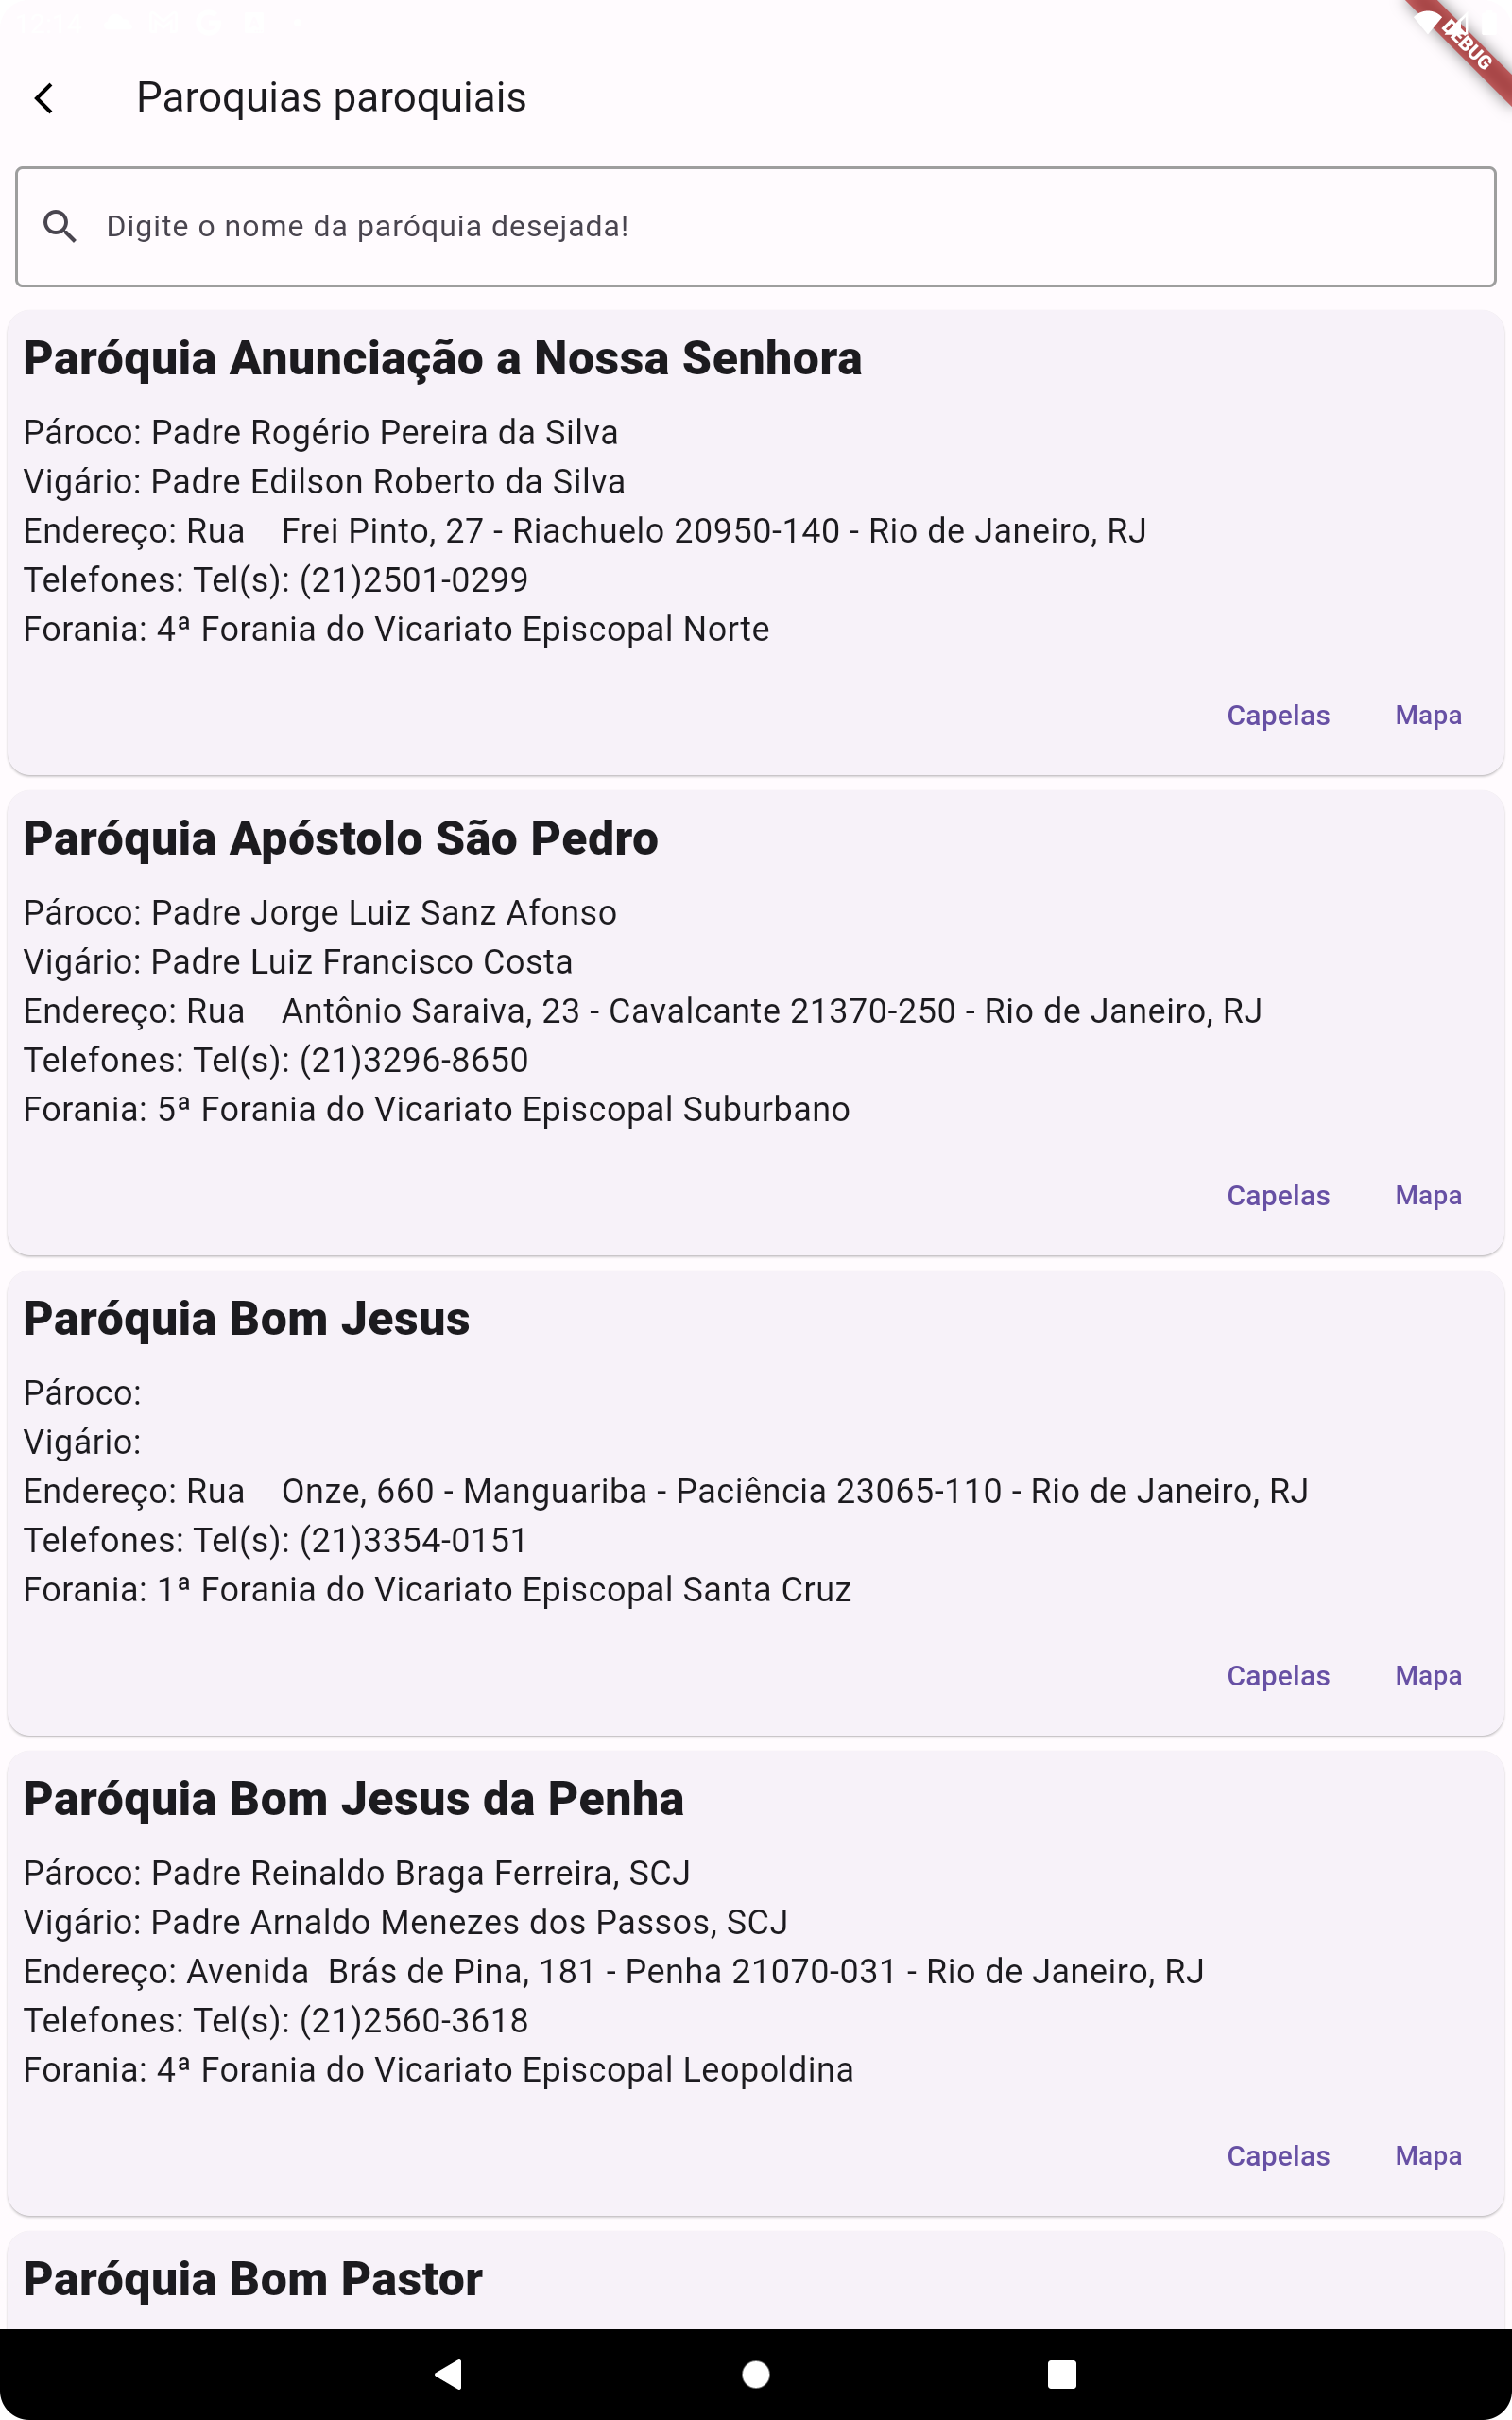 DEBUG
Paroquias paroquiais
Digite o nome da paróquia desejada!
Paróquia Anunciação a Nossa Senhora
Pároco: Padre Rogério Pereira da Silva
Vigário: Padre Edilson Roberto da Silva
Endereço: Rua    Frei Pinto, 27 - Riachuelo 20950-140 - Rio de Janeiro, RJ
Telefones: Tel(s): (21)2501-0299
Forania: 4ª Forania do Vicariato Episcopal Norte
Capelas Mapa
Paróquia Apóstolo São Pedro
Pároco: Padre Jorge Luiz Sanz Afonso
Vigário: Padre Luiz Francisco Costa
Endereço: Rua    Antônio Saraiva, 23 - Cavalcante 21370-250 - Rio de Janeiro, RJ
Telefones: Tel(s): (21)3296-8650
Forania: 5ª Forania do Vicariato Episcopal Suburbano
Capelas Mapa
Paróquia Bom Jesus
Pároco:
Vigário:
Endereço: Rua    Onze, 660 - Manguariba - Paciência 23065-110 - Rio de Janeiro, RJ
Telefones: Tel(s): (21)3354-0151
Forania: 1ª Forania do Vicariato Episcopal Santa Cruz
Capelas Mapa
Paróquia Bom Jesus da Penha
Pároco: Padre Reinaldo Braga Ferreira, SCJ
Vigário: Padre Arnaldo Menezes dos Passos, SCJ
Endereço: Avenida  Brás de Pina, 181 - Penha 21070-031 - Rio de Janeiro, RJ
Telefones: Tel(s): (21)2560-3618
Forania: 4ª Forania do Vicariato Episcopal Leopoldina
Capelas Mapa
Paróquia Bom Pastor